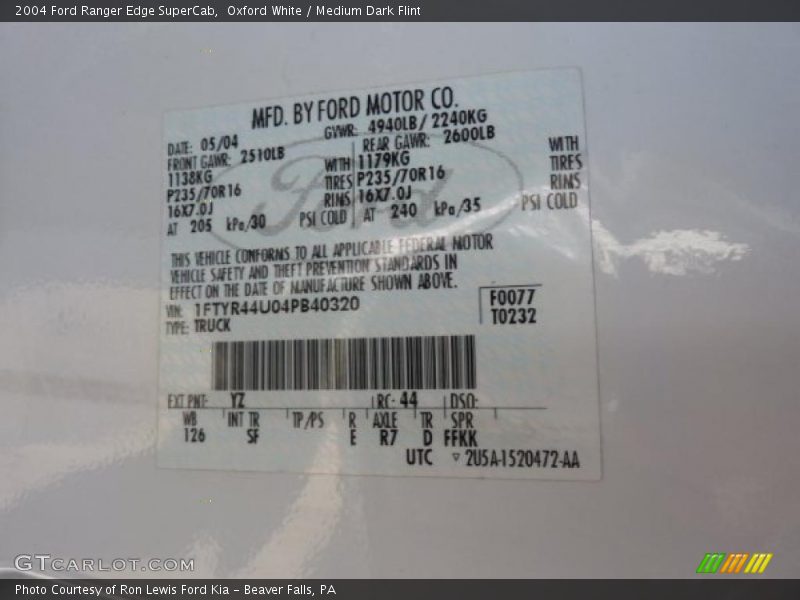 2004 Ford Ranger Edge SuperCab,  Oxford White / Medium Dark Flint
MFD. BY FORD MOTOR CO.
DATE: 05/04 GVWR: 4940LB/ 2240KG
FRONT GAWR: 2510LB REAR GAWR: 2600LB
1138KG WITH 1179KG WITH
P235/70R16 TIRES P235/70R16 TIRES
16X7.0J RIMS 16X7.0J RIMS
AT 205 kPa/30 PSI COLD AT 240 kPa/35 PSI COLD
Ford
THIS VEHICLE CONFORMS TO ALL APPLICABLE FEDERAL MOTOR
VEHICLE SAFETY AND THEFT PREVENTION STANDARDS IN
EFFECT ON THE DATE OF MANUFACTURE SHOWN ABOVE.
VIN: 1FTYR44U04PB40320 F0077
TYPE: TRUCK T0232
EXT PNT: YZ RC: 44 DSO:
WB INT TR TP/PS R AXLE TR SPR
126 SF E R7 D FFKK
UTC ▽ 2U5A-1520472-AA
GTCARLOT.COM
Photo Courtesy of Ron Lewis Ford Kia – Beaver Falls, PA